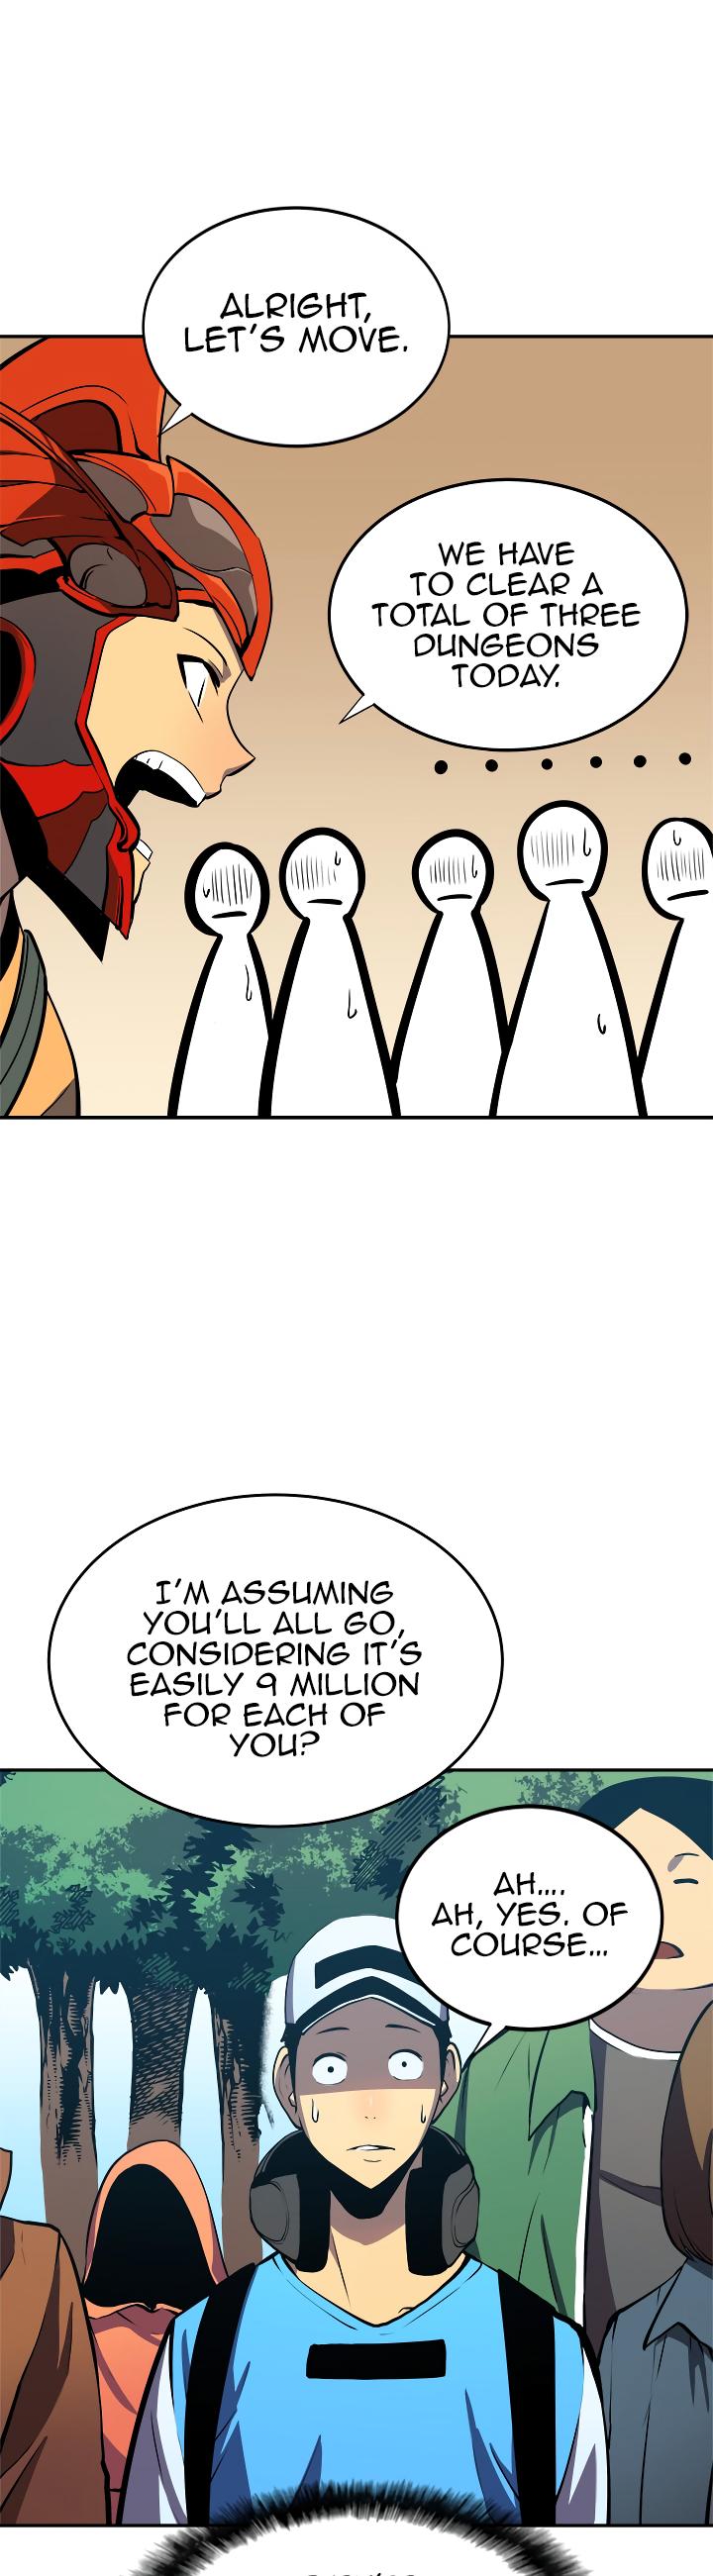 ALRIGHT,
LET'S MOVE.
WE HAVE
TO CLEAR A
TOTAL OF THREE
DUNGEONS
TODAY.
I'M ASSUMING
YOU'LL ALL GO,
CONSIDERING IT'S
EASILY 9 MILLION
FOR EACH OF
YOU?
AH....
AH, YES. OF
COURSE...